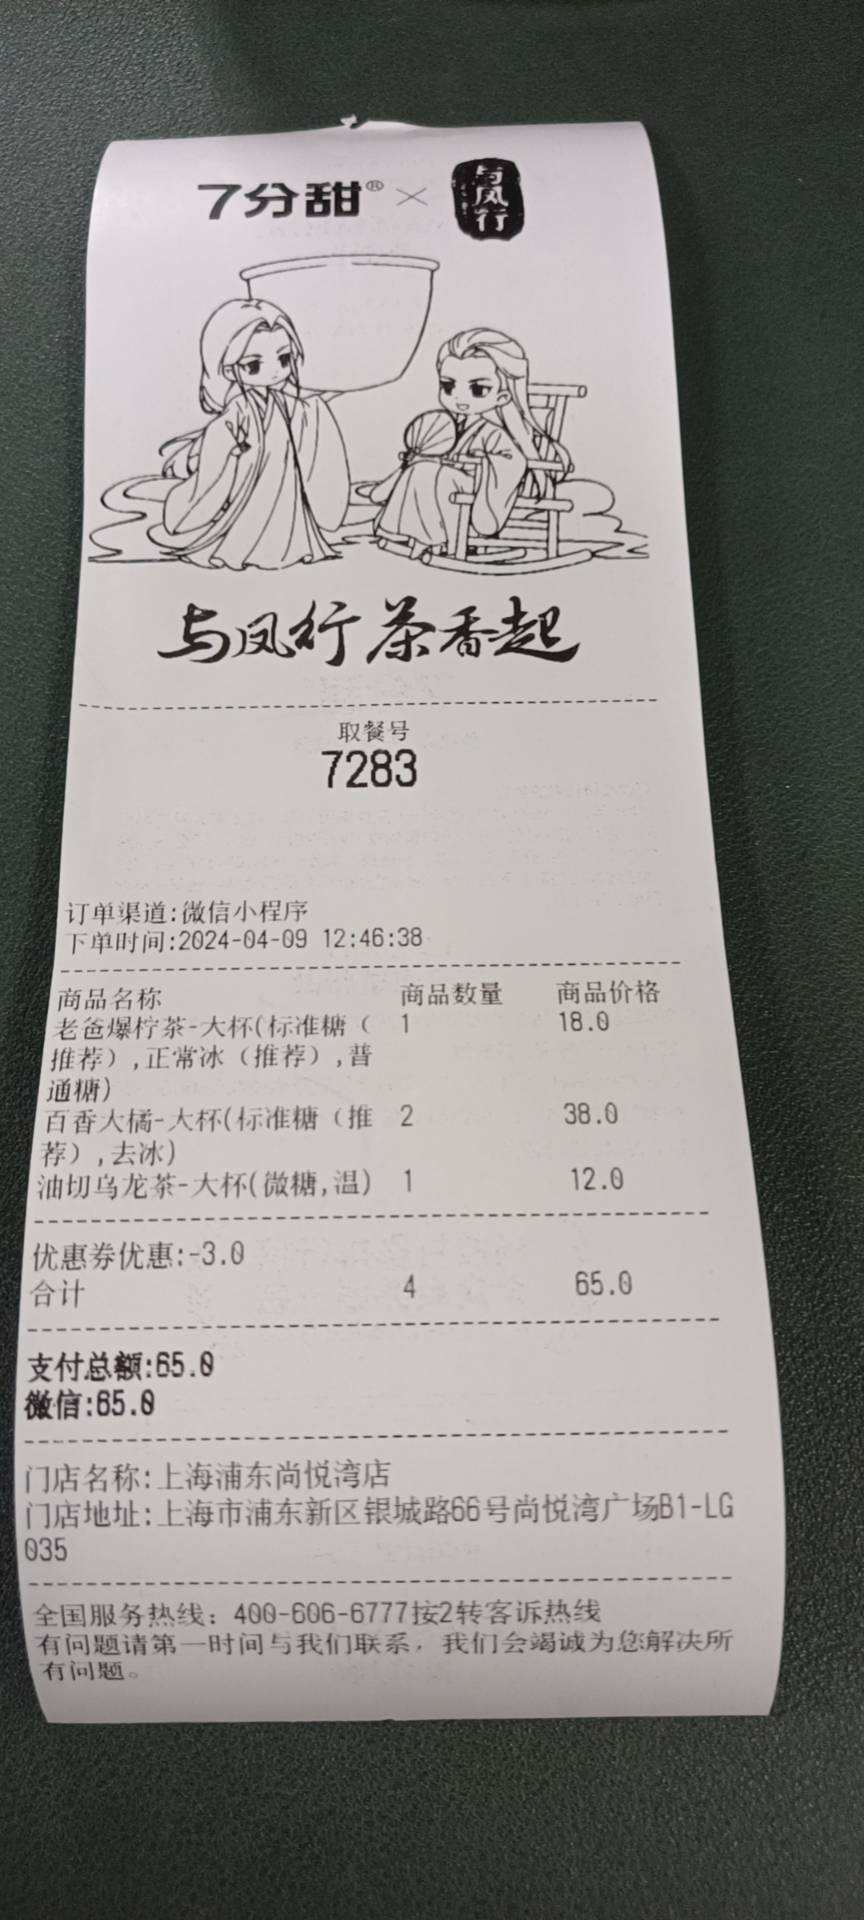 7分甜® × 与凤行
与凤行 茶香起
取餐号
7283
订单渠道:微信小程序
下单时间:2024-04-09 12:46:38
商品名称 商品数量 商品价格
老爸爆柠茶-大杯(标准糖（ 1 18.0
推荐）,正常冰（推荐）,普
通糖)
百香大橘-大杯(标准糖（推 2 38.0
荐）,去冰)
油切乌龙茶-大杯(微糖,温) 1 12.0
优惠券优惠:-3.0
合计 4 65.0
支付总额:65.0
微信:65.0
门店名称:上海浦东尚悦湾店
门店地址:上海市浦东新区银城路66号尚悦湾广场B1-LG
035
全国服务热线：400-606-6777按2转客诉热线
有问题请第一时间与我们联系，我们会竭诚为您解决所
有问题。